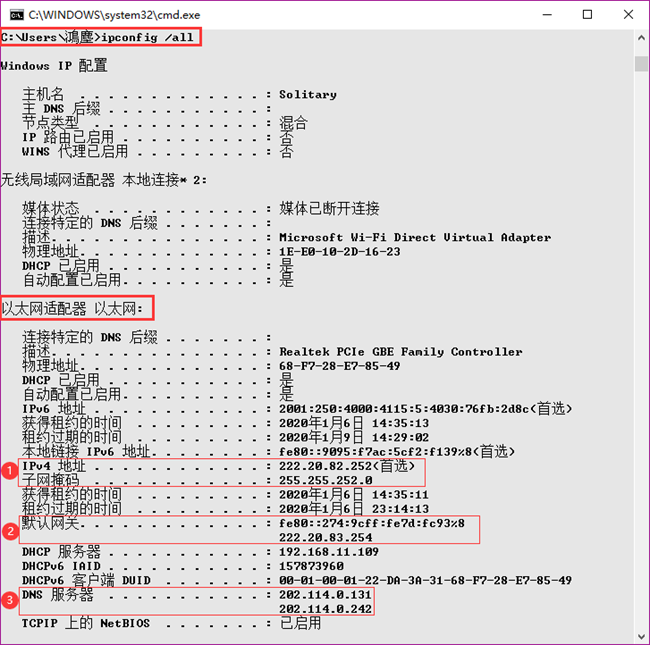 C:\WINDOWS\system32\cmd.exe
C:\Users\鴻塵>ipconfig /all
Windows IP 配置
主机名 . . . . . . . . . . . . . : Solitary
主 DNS 后缀 . . . . . . . . . . . :
节点类型 . . . . . . . . . . . . : 混合
IP 路由已启用 . . . . . . . . . . : 否
WINS 代理已启用 . . . . . . . . . : 否
无线局域网适配器 本地连接* 2:
媒体状态 . . . . . . . . . . . . : 媒体已断开连接
连接特定的 DNS 后缀 . . . . . . . :
描述. . . . . . . . . . . . . . . : Microsoft Wi-Fi Direct Virtual Adapter
物理地址. . . . . . . . . . . . . : 1E-E0-10-2D-16-23
DHCP 已启用 . . . . . . . . . . . : 是
自动配置已启用. . . . . . . . . . : 是
以太网适配器 以太网:
连接特定的 DNS 后缀 . . . . . . . :
描述. . . . . . . . . . . . . . . : Realtek PCIe GBE Family Controller
物理地址. . . . . . . . . . . . . : 68-F7-28-E7-85-49
DHCP 已启用 . . . . . . . . . . . : 是
自动配置已启用. . . . . . . . . . : 是
IPv6 地址 . . . . . . . . . . . . : 2001:250:4000:4115:5:4030:76fb:2d8c(首选)
获得租约的时间 . . . . . . . . . : 2020年1月6日 14:35:13
租约过期的时间 . . . . . . . . . : 2020年1月9日 14:29:02
本地链接 IPv6 地址. . . . . . . . : fe80::9095:f7ac:5cf2:f139%8(首选)
1 IPv4 地址 . . . . . . . . . . . . : 222.20.82.252(首选)
子网掩码 . . . . . . . . . . . . : 255.255.252.0
获得租约的时间 . . . . . . . . . : 2020年1月6日 14:35:11
租约过期的时间 . . . . . . . . . : 2020年1月6日 23:14:13
2 默认网关. . . . . . . . . . . . . : fe80::274:9cff:fe7d:fc93%8
222.20.83.254
DHCP 服务器 . . . . . . . . . . . : 192.168.11.109
DHCPv6 IAID . . . . . . . . . . . : 157873960
DHCPv6 客户端 DUID . . . . . . . : 00-01-00-01-22-DA-3A-31-68-F7-28-E7-85-49
3 DNS 服务器 . . . . . . . . . . . : 202.114.0.131
202.114.0.242
TCPIP 上的 NetBIOS . . . . . . . : 已启用